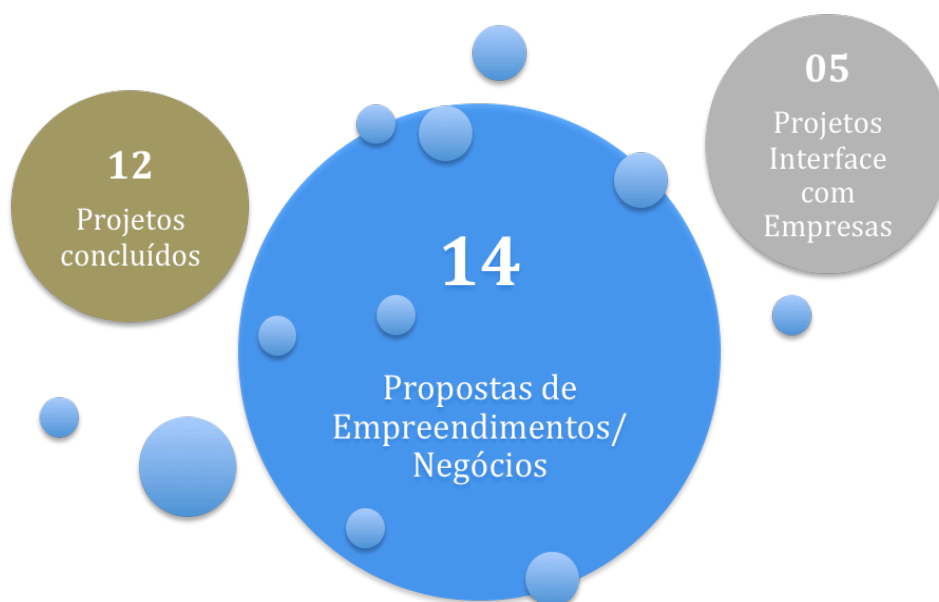 12
Projetos
concluídos
14
Propostas de
Empreendimentos/
Negócios
05
Projetos
Interface
com
Empresas